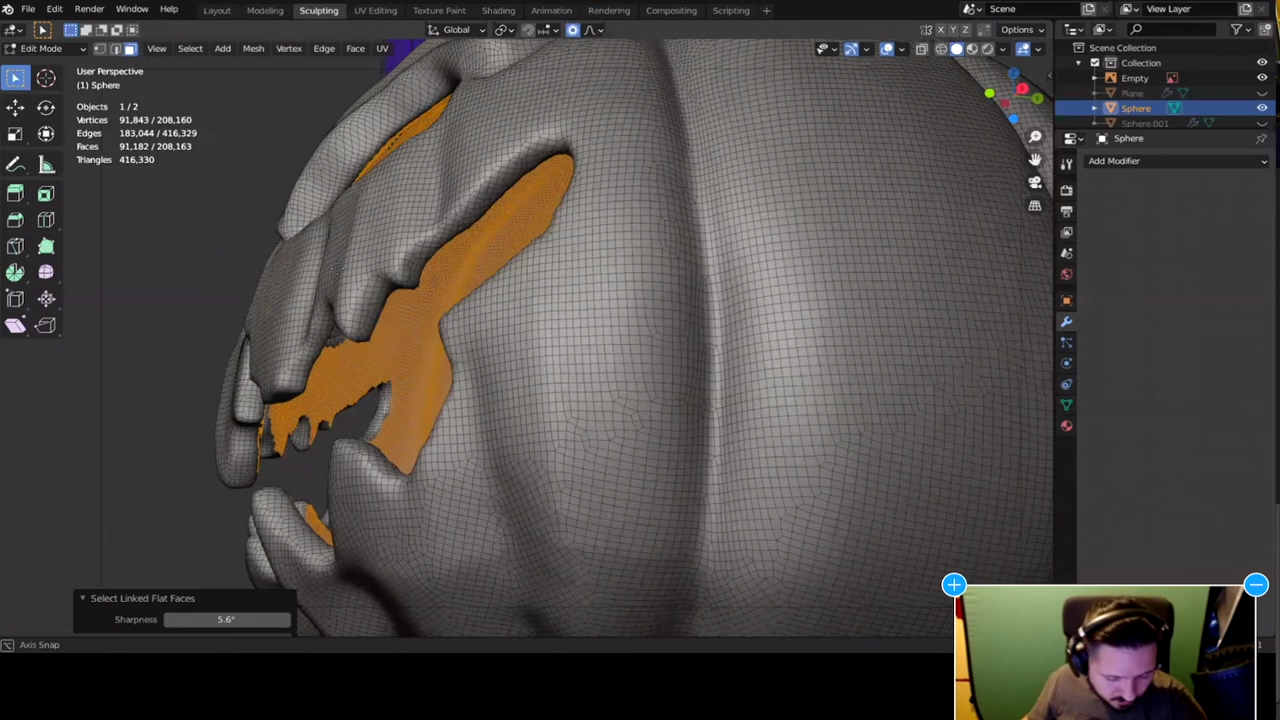 File Edit Render Window Help Layout Modeling Sculpting UV Editing Texture Paint Shading Animation Rendering Compositing Scripting + Scene View Layer
Global Options
Edit Mode View Select Add Mesh Vertex Edge Face UV X Y Z
Scene Collection
Collection
Empty
Plane
Sphere
Sphere.001
Sphere
Add Modifier
User Perspective
(1) Sphere
Objects 1 / 2
Vertices 91,843 / 208,160
Edges 183,044 / 416,329
Faces 91,182 / 208,163
Triangles 416,330
Select Linked Flat Faces
Sharpness 5.6°
Axis Snap